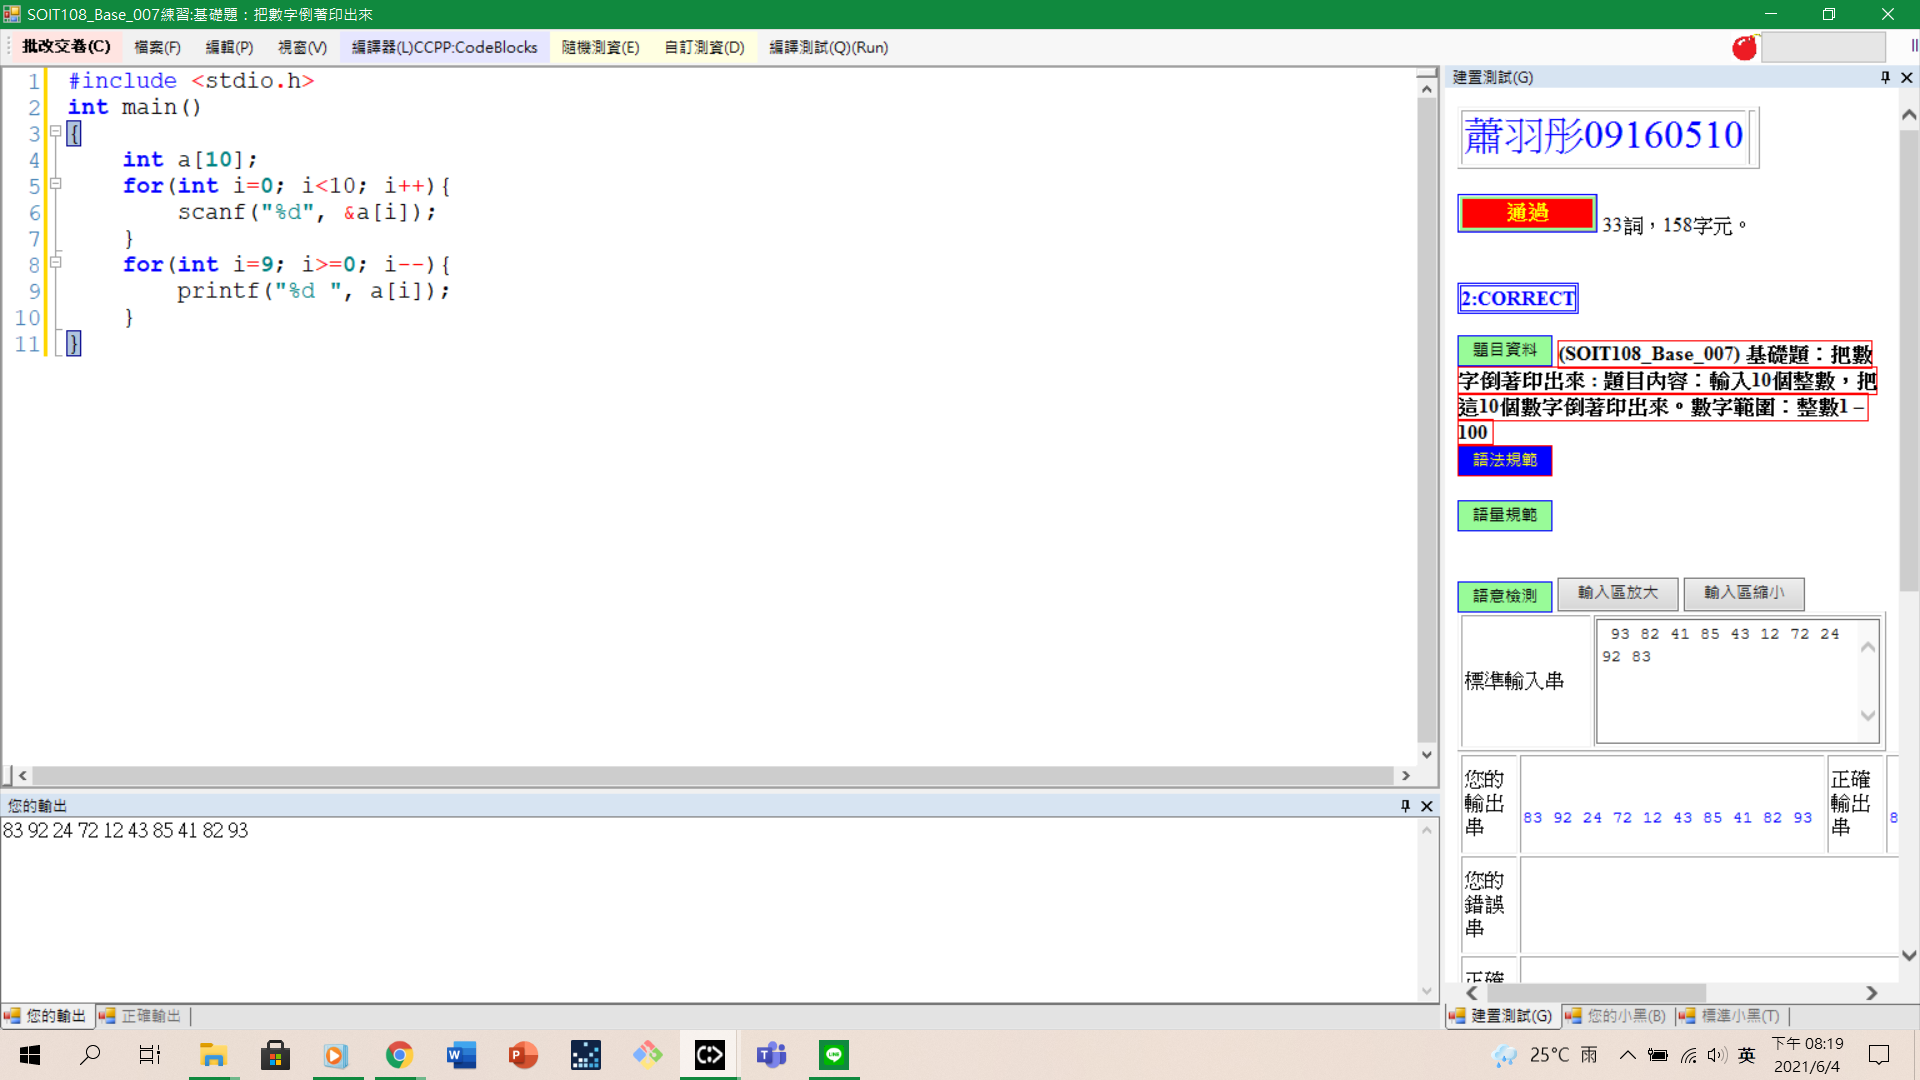 SOIT108_Base_007練習:基礎題：把數字倒著印出來
批改交卷(C) 檔案(F) 編輯(P) 視窗(V) 編譯器(L)CCPP:CodeBlocks 隨機測資(E) 自訂測資(D) 編譯測試(Q)(Run)
1 #include <stdio.h>
2 int main()
3 {
4 int a[10];
5 for(int i=0; i<10; i++){
6 scanf("%d", &a[i]);
7 }
8 for(int i=9; i>=0; i--){
9 printf("%d ", a[i]);
10 }
11 }
您的輸出
83 92 24 72 12 43 85 41 82 93
您的輸出 正確輸出
建置測試(G)
蕭羽彤09160510
通過 33詞，158字元。
2:CORRECT
題目資料 (SOIT108_Base_007) 基礎題：把數
字倒著印出來：題目內容：輸入10個整數，把
這10個數字倒著印出來。數字範圍：整數1 –
100
語法規範
語量規範
語意檢測 輸入區放大 輸入區縮小
標準輸入串
93 82 41 85 43 12 72 24
92 83
您的
輸出
串
83 92 24 72 12 43 85 41 82 93
正確
輸出
串
8
您的
錯誤
串
正確
建置測試(G) 您的小黑(B) 標準小黑(T)
25°C 雨 英 下午 08:19
2021/6/4